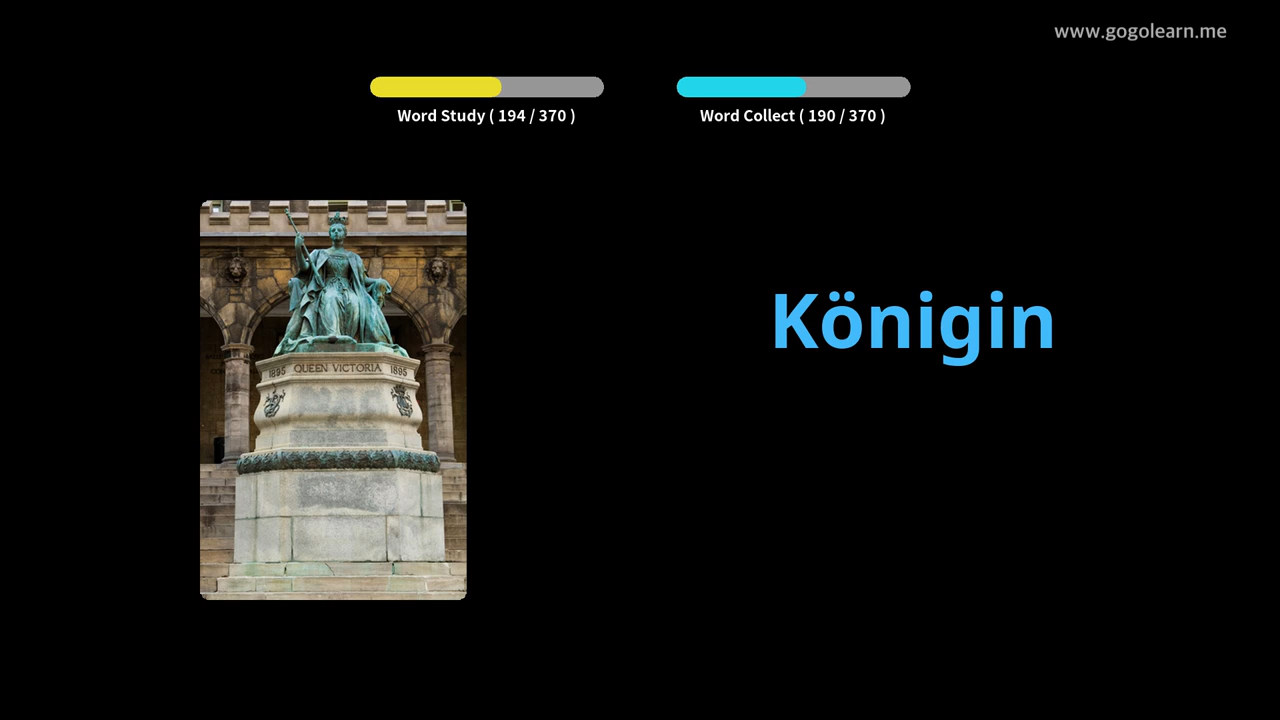 www.gogolearn.me
Word Study ( 194 / 370 )
Word Collect ( 190 / 370 )
Königin
1895 QUEEN VICTORIA 1895